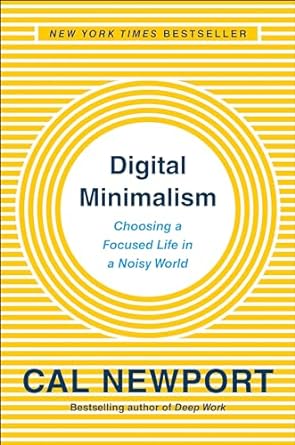 NEW YORK TIMES BESTSELLER
Digital
Minimalism
Choosing a
Focused Life in
a Noisy World
CAL NEWPORT
Bestselling author of Deep Work